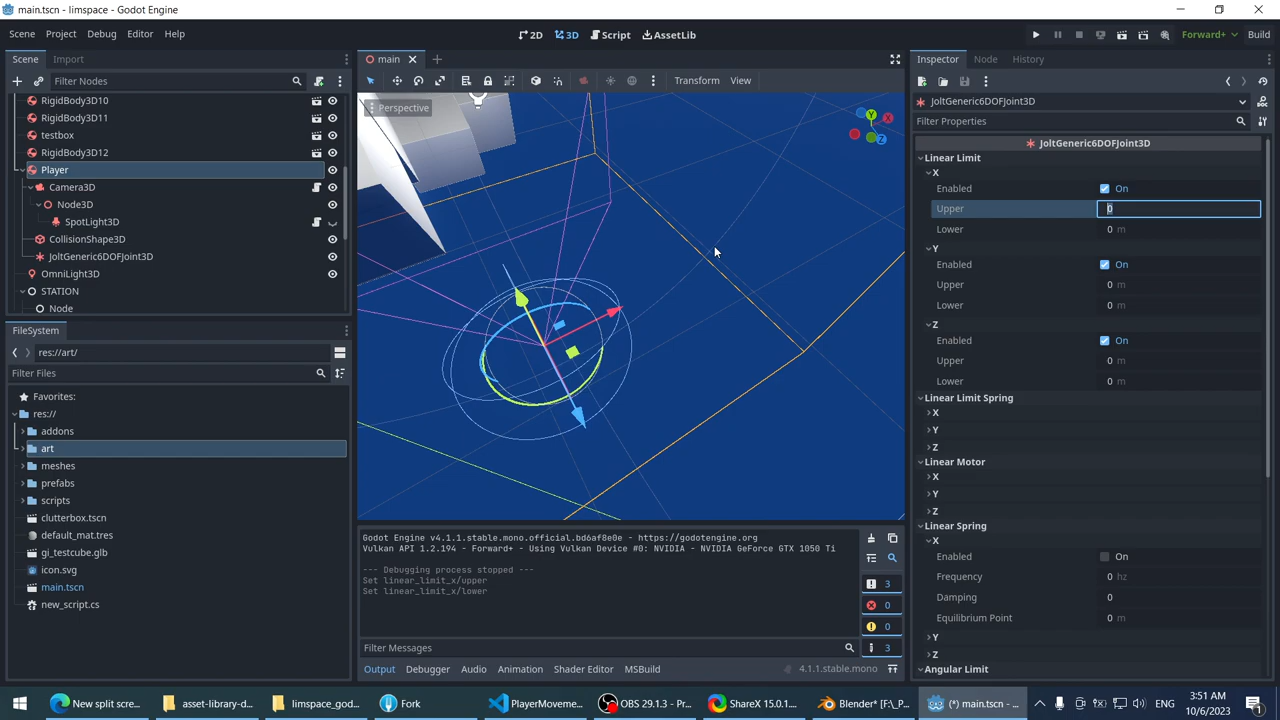 main.tscn - limspace - Godot Engine
Scene Project Debug Editor Help
2D 3D Script AssetLib
Forward+ Build
Scene Import
Filter Nodes
RigidBody3D10
RigidBody3D11
testbox
RigidBody3D12
Player
Camera3D
Node3D
SpotLight3D
CollisionShape3D
JoltGeneric6DOFJoint3D
OmniLight3D
STATION
Node
FileSystem
res://art/
Filter Files
Favorites:
res://
addons
art
meshes
prefabs
scripts
clutterbox.tscn
default_mat.tres
gi_testcube.glb
icon.svg
main.tscn
new_script.cs
main
Transform View
Perspective
Y X Z
Godot Engine v4.1.1.stable.mono.official.bd6af8e0e - https://godotengine.org
Vulkan API 1.2.194 - Forward+ - Using Vulkan Device #0: NVIDIA - NVIDIA GeForce GTX 1050 Ti
--- Debugging process stopped ---
Set linear_limit_x/upper
Set linear_limit_x/lower
3
0
0
3
Filter Messages
Output Debugger Audio Animation Shader Editor MSBuild 4.1.1.stable.mono
Inspector Node History
JoltGeneric6DOFJoint3D
Filter Properties
JoltGeneric6DOFJoint3D
Linear Limit
X
Enabled On
Upper 0
Lower 0 m
Y
Enabled On
Upper 0 m
Lower 0 m
Z
Enabled On
Upper 0 m
Lower 0 m
Linear Limit Spring
X
Y
Z
Linear Motor
X
Y
Z
Linear Spring
X
Enabled On
Frequency 0 hz
Damping 0
Equilibrium Point 0 m
Y
Z
Angular Limit
New split scre... asset-library-d... limspace_god... Fork PlayerMoveme... OBS 29.1.3 - Pr... ShareX 15.0.1... Blender* [F:\_P... (*) main.tscn - ... ENG 3:51 AM
10/6/2023 1